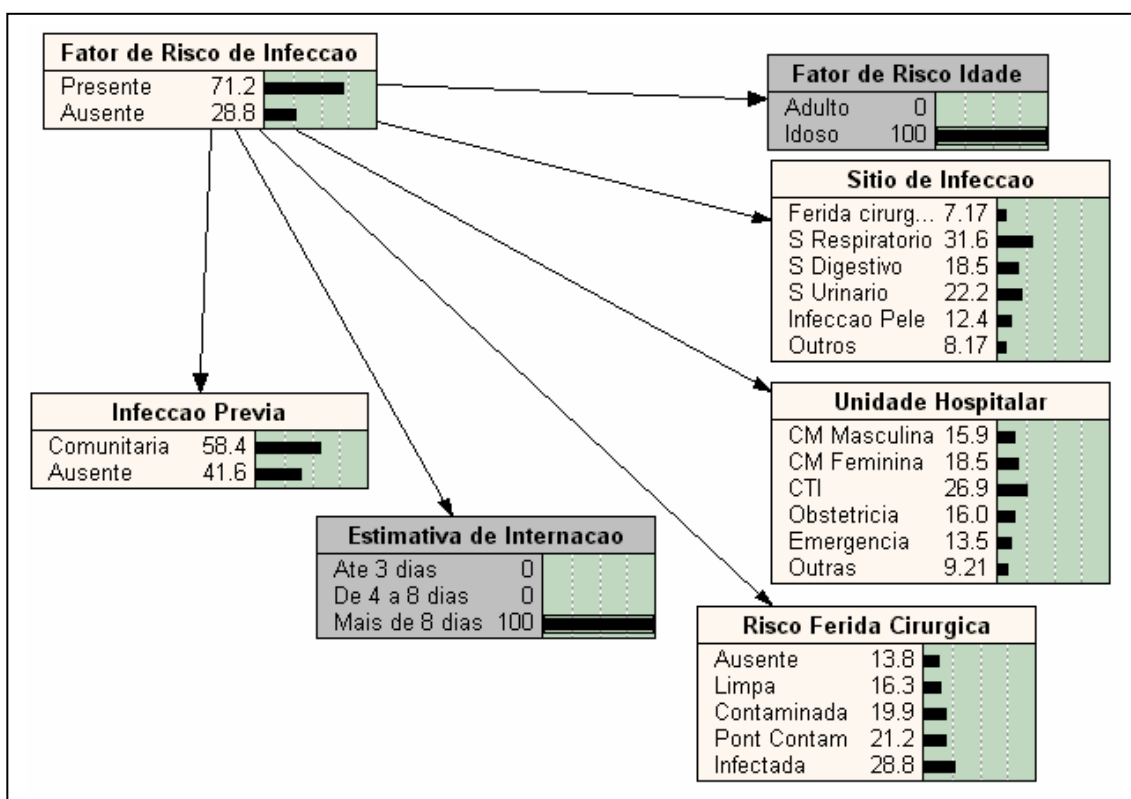 Fator de Risco de Infeccao
Presente 71.2
Ausente 28.8
Fator de Risco Idade
Adulto 0
Idoso 100
Sitio de Infeccao
Ferida cirurg... 7.17
S Respiratorio 31.6
S Digestivo 18.5
S Urinario 22.2
Infeccao Pele 12.4
Outros 8.17
Unidade Hospitalar
CM Masculina 15.9
CM Feminina 18.5
CTI 26.9
Obstetricia 16.0
Emergencia 13.5
Outras 9.21
Infeccao Previa
Comunitaria 58.4
Ausente 41.6
Estimativa de Internacao
Ate 3 dias 0
De 4 a 8 dias 0
Mais de 8 dias 100
Risco Ferida Cirurgica
Ausente 13.8
Limpa 16.3
Contaminada 19.9
Pont Contam 21.2
Infectada 28.8